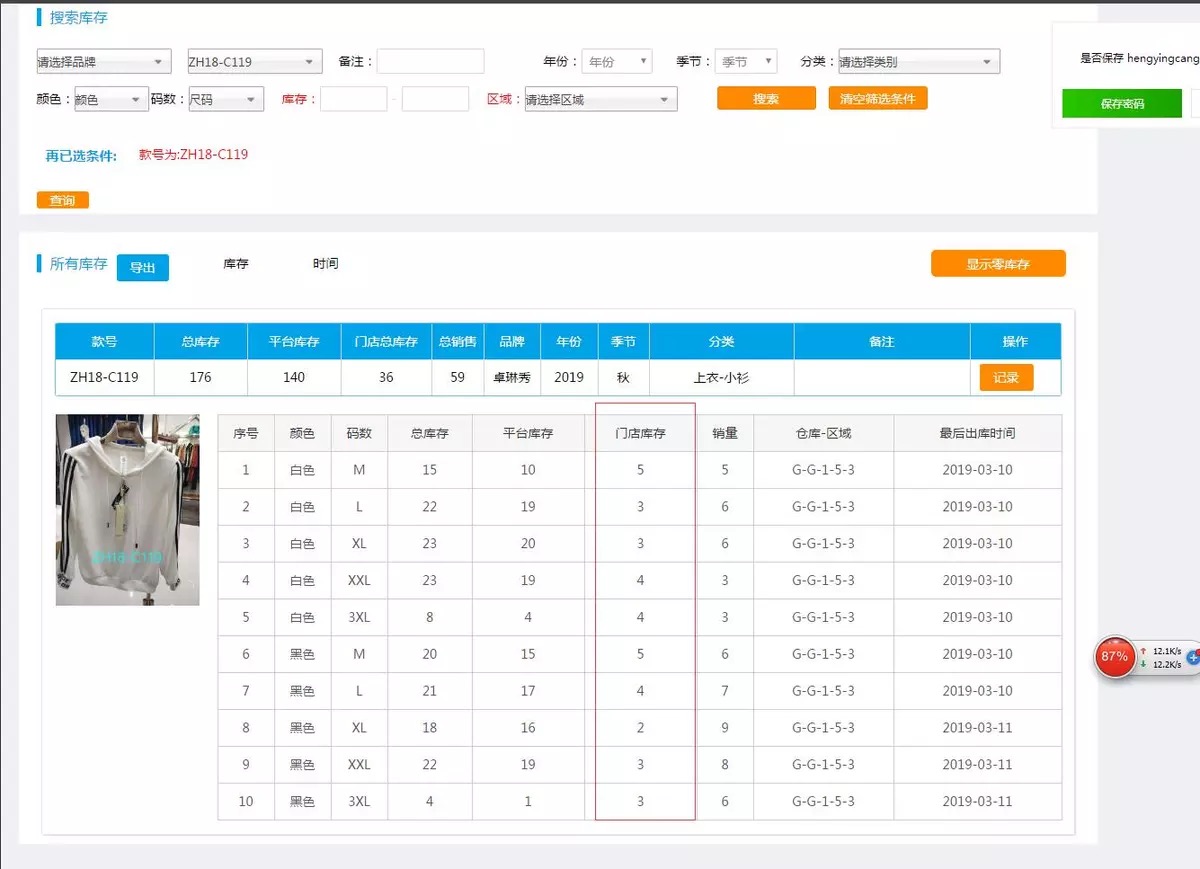 搜索库存
请选择品牌 ZH18-C119 备注： 年份： 年份 季节： 季节 分类： 请选择类别
颜色： 颜色 码数： 尺码 库存： - 区域： 请选择区域 搜索 清空筛选条件
是否保存 hengyingcang
保存密码
再已选条件: 款号为:ZH18-C119
查询
所有库存 导出 库存 时间 显示零库存
款号 总库存 平台库存 门店总库存 总销售 品牌 年份 季节 分类 备注 操作
ZH18-C119 176 140 36 59 卓琳秀 2019 秋 上衣-小衫 记录
ZH18-C119
序号 颜色 码数 总库存 平台库存 门店库存 销量 仓库-区域 最后出库时间
1 白色 M 15 10 5 5 G-G-1-5-3 2019-03-10
2 白色 L 22 19 3 6 G-G-1-5-3 2019-03-10
3 白色 XL 23 20 3 6 G-G-1-5-3 2019-03-10
4 白色 XXL 23 19 4 3 G-G-1-5-3 2019-03-10
5 白色 3XL 8 4 4 3 G-G-1-5-3 2019-03-10
6 黑色 M 20 15 5 6 G-G-1-5-3 2019-03-10
7 黑色 L 21 17 4 7 G-G-1-5-3 2019-03-10
8 黑色 XL 18 16 2 9 G-G-1-5-3 2019-03-11
9 黑色 XXL 22 19 3 8 G-G-1-5-3 2019-03-11
10 黑色 3XL 4 1 3 6 G-G-1-5-3 2019-03-11
87% ↑ 12.1K/s
↓ 12.2K/s